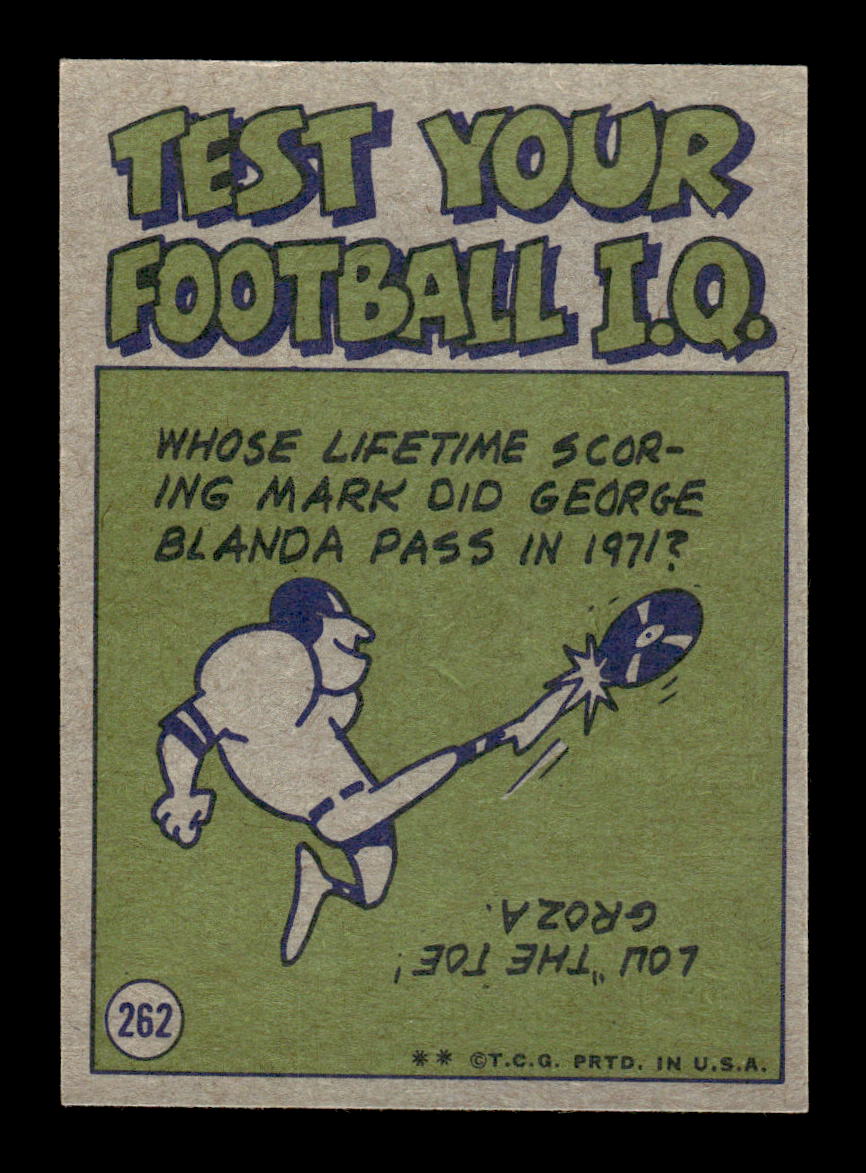 TEST YOUR
FOOTBALL I.Q.
WHOSE LIFETIME SCOR-
ING MARK DID GEORGE
BLANDA PASS IN 1971?
LOU "THE TOE'
GROZA.
262
** ©T.C.G. PRTD. IN U.S.A.